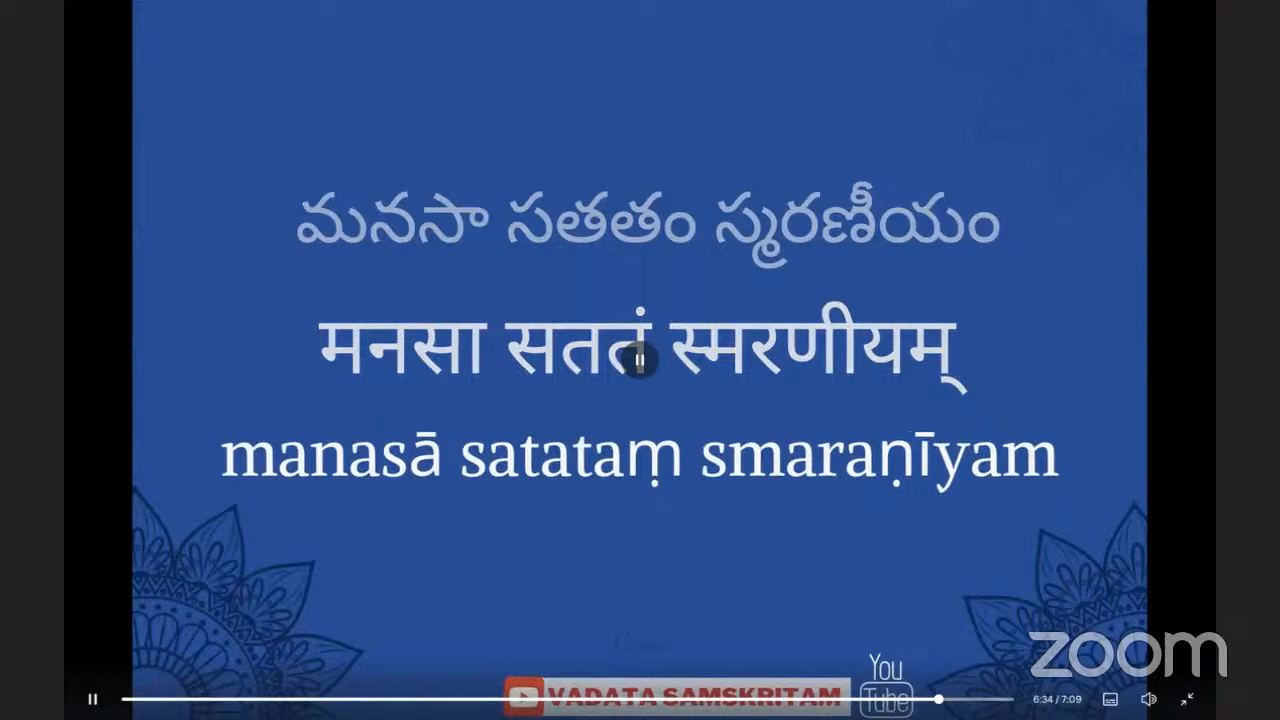 మనసా సతతం స్మరణీయం
मनसा सततं स्मरणीयम्
manasā satataṃ smaraṇīyam
zoom
You
Tube
VADATA SAMSKRITAM
6:34 / 7:09